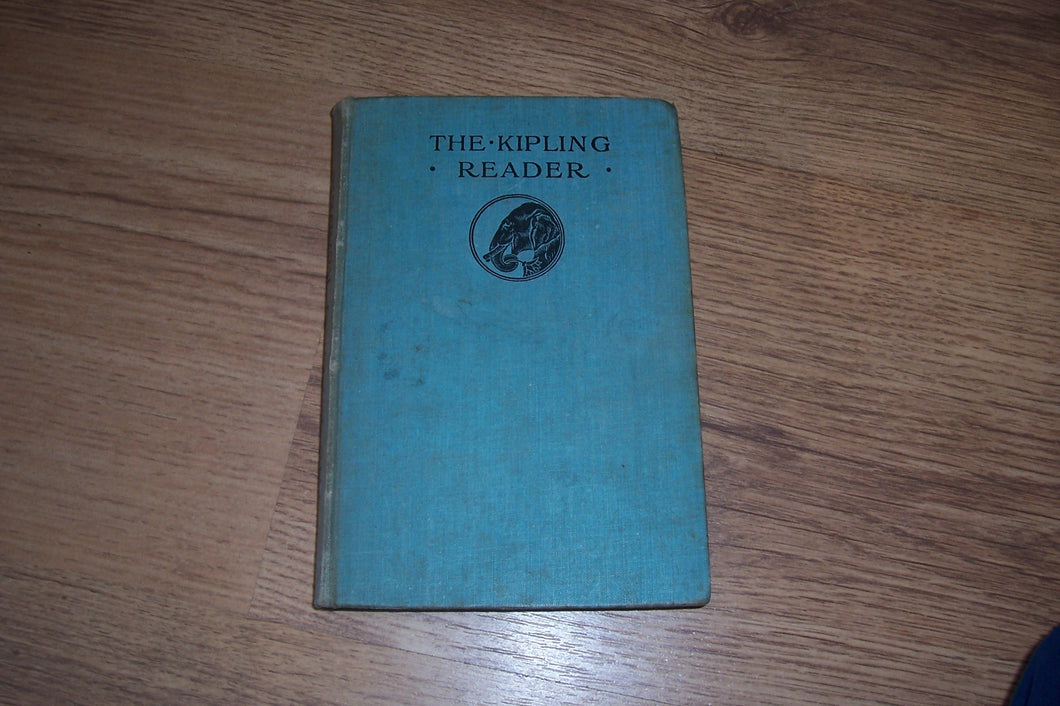 THE·KIPLING
· READER ·